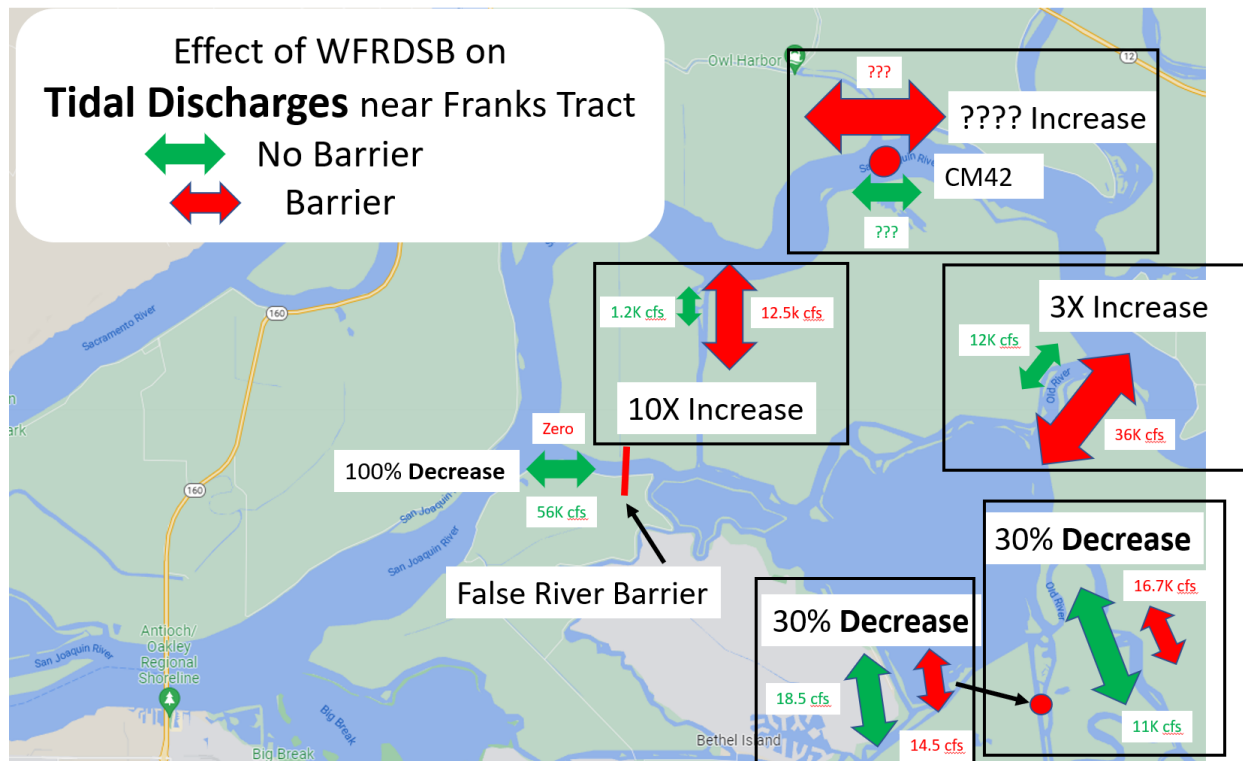 Effect of WFRDSB on
Tidal Discharges near Franks Tract
No Barrier
Barrier
Owl Harbor
12
???
???? Increase
San Joaquin River
CM42
???
160
Sacramento River
1.2K cfs
12.5k cfs
10X Increase
3X Increase
12K cfs
Old River
36K cfs
ark
Zero
100% Decrease
56K cfs
160
San Joaquin River
San Joaquin River
False River Barrier
30% Decrease
16.7K cfs
Old River
11K cfs
30% Decrease
18.5 cfs
14.5 cfs
Antioch/
Oakley
Regional
Shoreline
San Joaquin River
Big Break
Big Break
Bethel Island